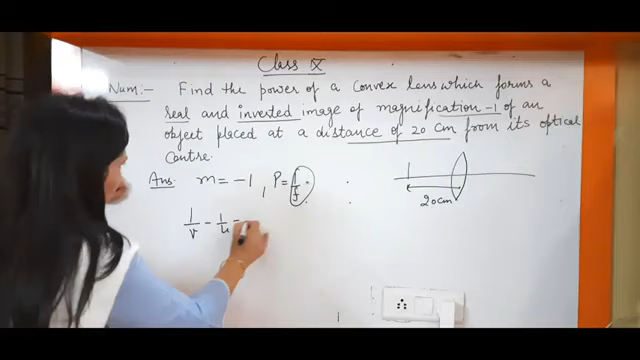 Class X
Num:- Find the power of a convex lens which forms a
real and inverted image of magnification -1 of an
object placed at a distance of 20 cm from its optical
centre.
Ans. m = -1 , P = 1/f
20cm
1/v - 1/u =